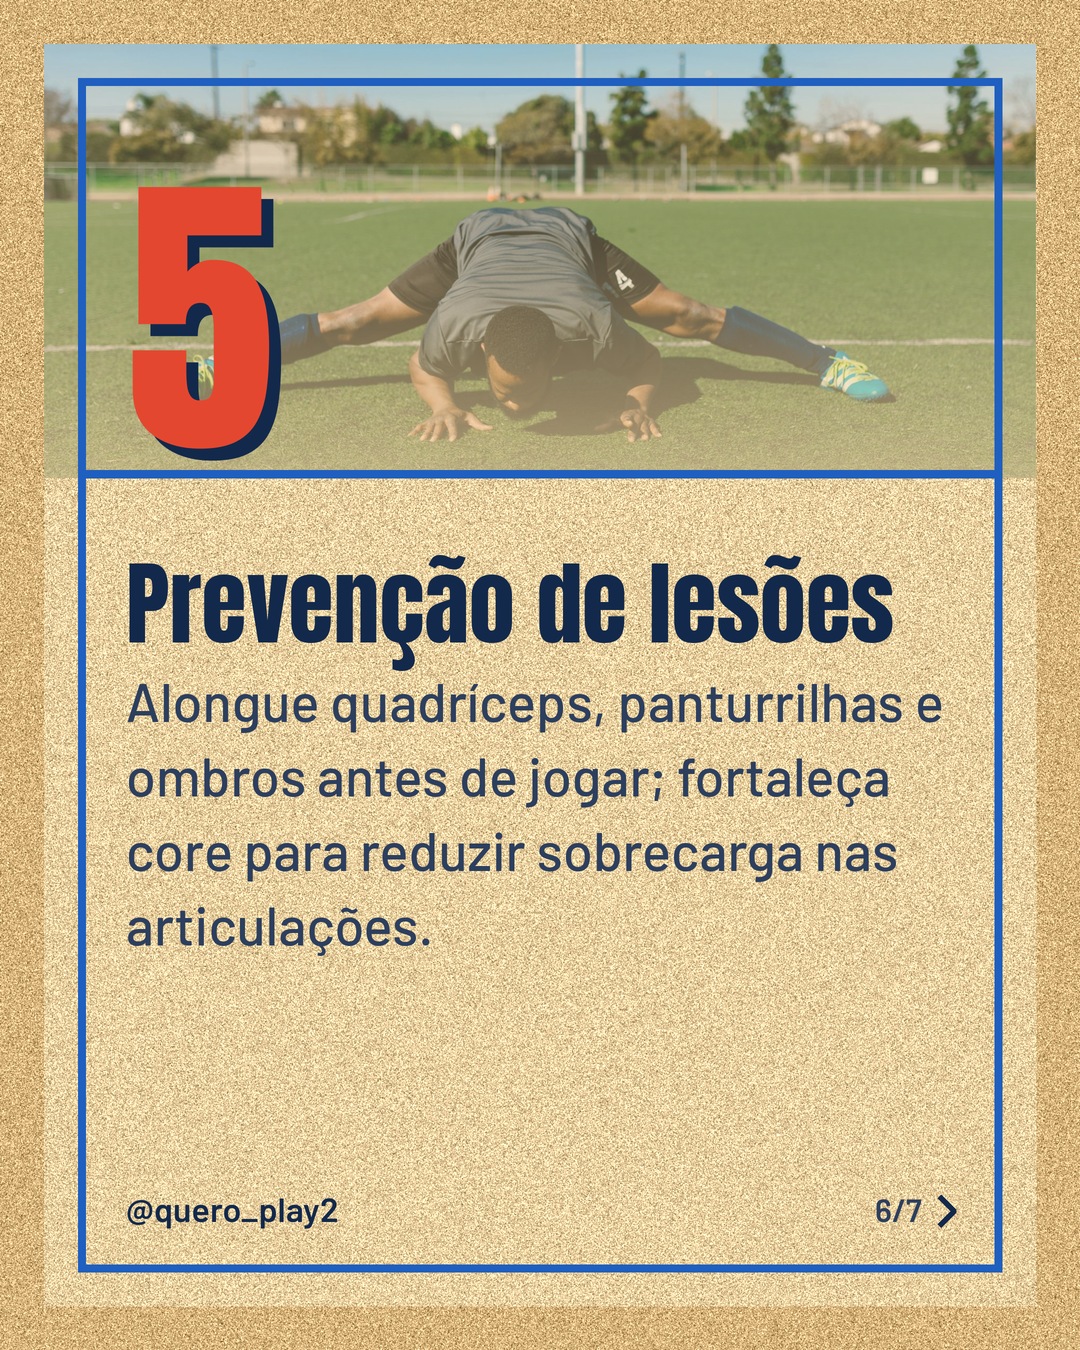 5
4
Prevenção de lesões
Alongue quadríceps, panturrilhas e
ombros antes de jogar; fortaleça
core para reduzir sobrecarga nas
articulações.
@quero_play2
6/7